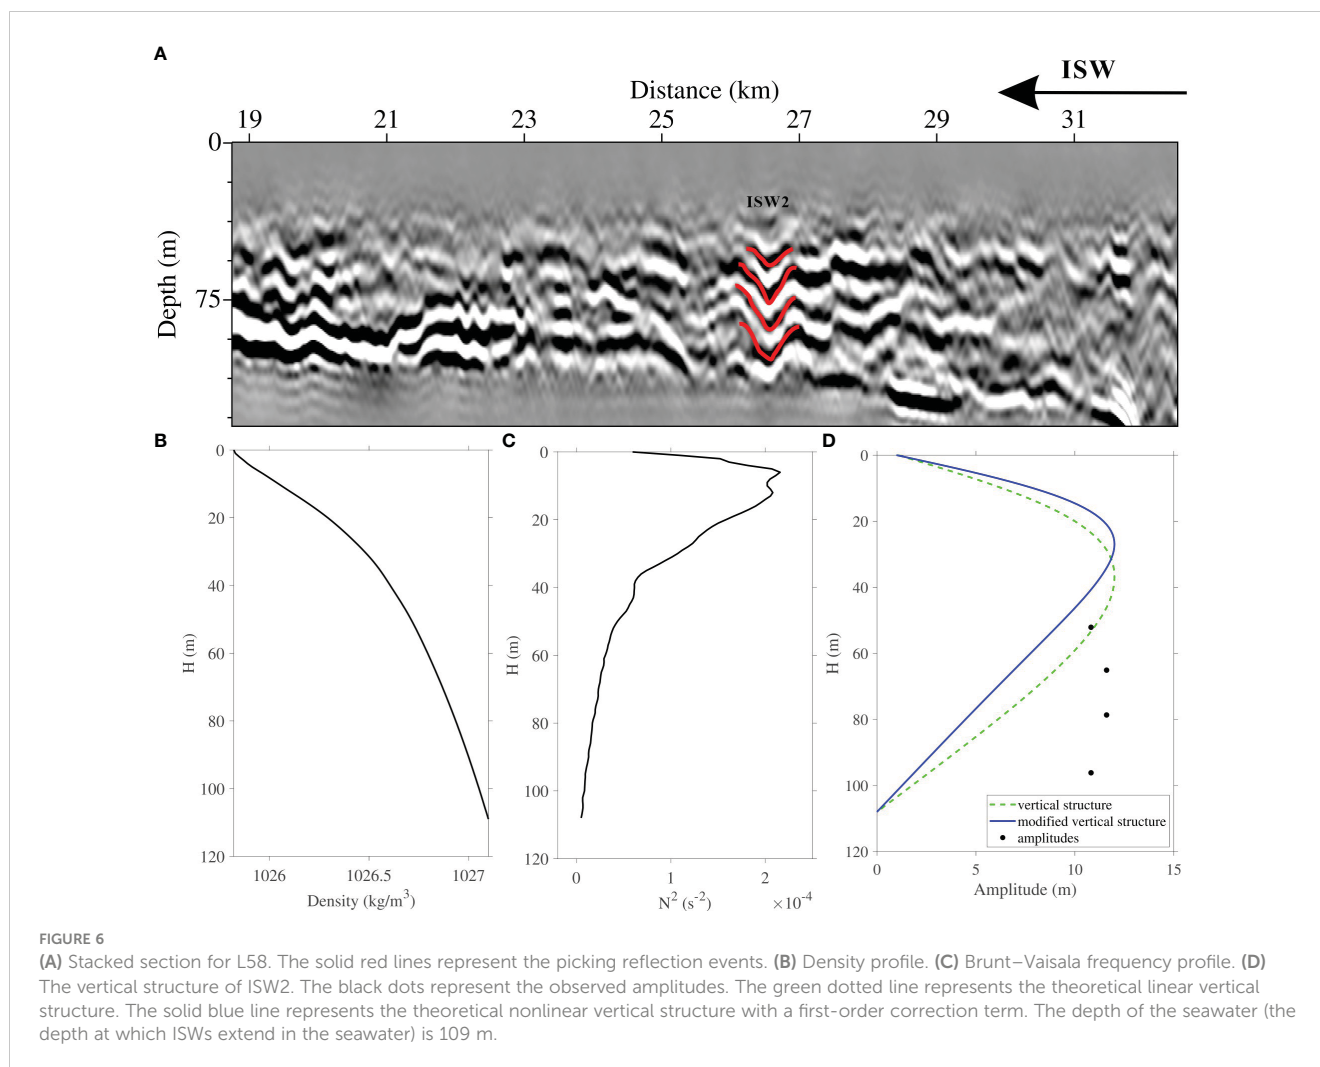 A
ISW
Distance (km)
19 21 23 25 27 29 31
0
ISW2
Depth (m)
75
B
C
D
0
20
40
60
80
100
120
H (m)
1026 1026.5 1027
Density (kg/m3)
0
20
40
60
80
100
120
H (m)
0 1 2
N2 (s-2) ×10-4
0
20
40
60
80
100
120
H (m)
vertical structure
modified vertical structure
amplitudes
0 5 10 15
Amplitude (m)
FIGURE 6
(A) Stacked section for L58. The solid red lines represent the picking reflection events. (B) Density profile. (C) Brunt–Vaisala frequency profile. (D)
The vertical structure of ISW2. The black dots represent the observed amplitudes. The green dotted line represents the theoretical linear vertical
structure. The solid blue line represents the theoretical nonlinear vertical structure with a first-order correction term. The depth of the seawater (the
depth at which ISWs extend in the seawater) is 109 m.